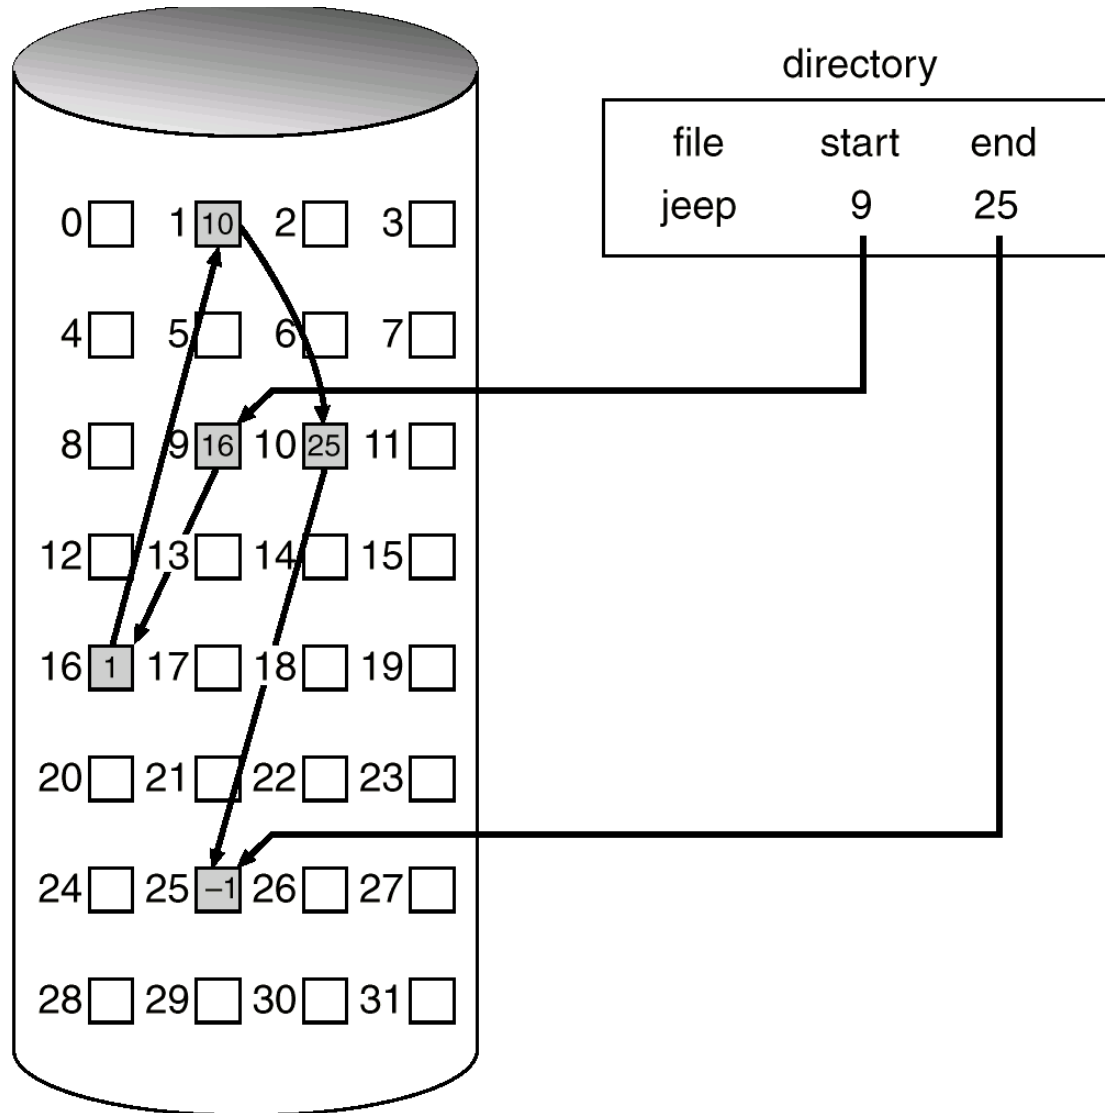 directory
file start end
jeep 9 25
0 1 10 2 3
4 5 6 7
8 9 16 10 25 11
12 13 14 15
16 1 17 18 19
20 21 22 23
24 25 –1 26 27
28 29 30 31